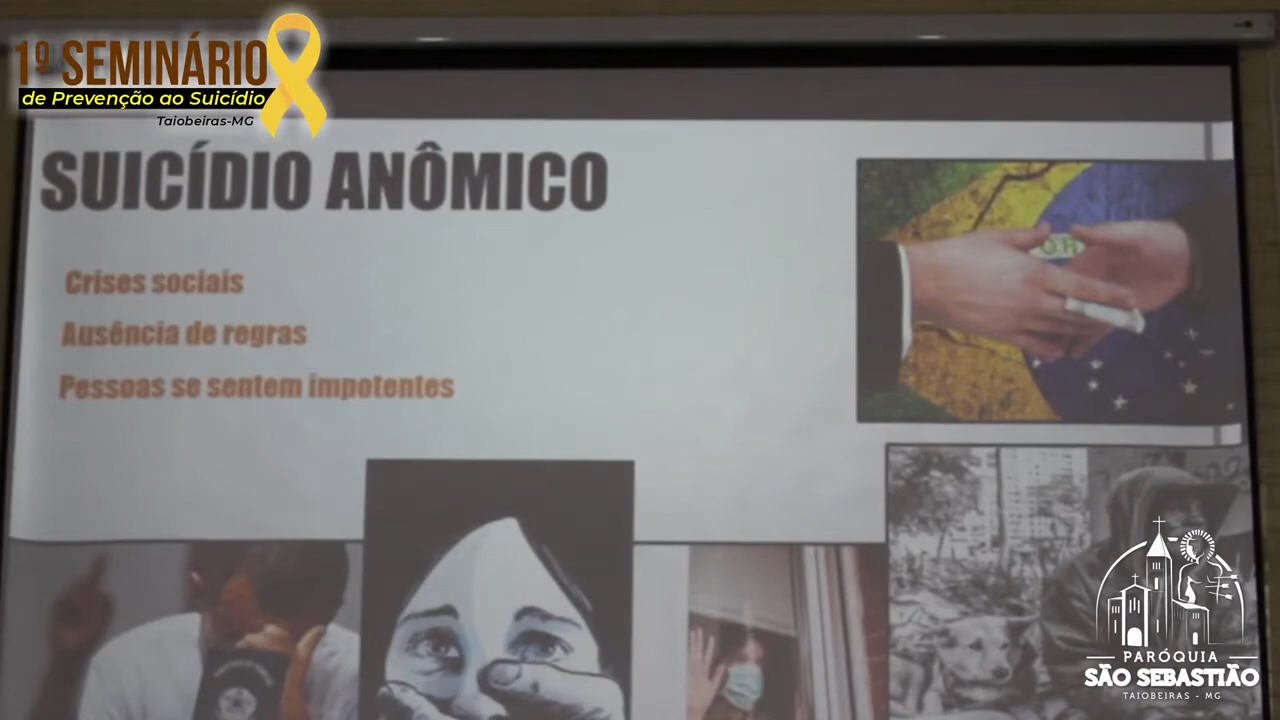 1º SEMINÁRIO
de Prevenção ao Suicídio
Taiobeiras-MG
SUICÍDIO ANÔMICO
Crises sociais
Ausência de regras
Pessoas se sentem impotentes
PARÓQUIA
SÃO SEBASTIÃO
TAIOBEIRAS - MG